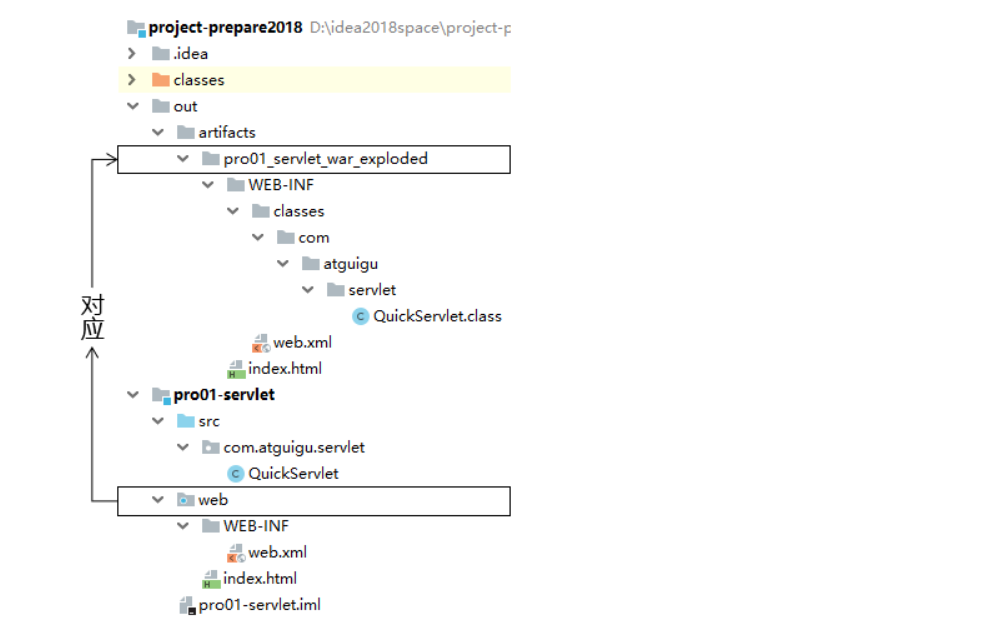 project-prepare2018 D:\idea2018space\project-p
.idea
classes
out
artifacts
pro01_servlet_war_exploded
WEB-INF
classes
com
atguigu
servlet
C QuickServlet.class
web.xml
H index.html
对应
pro01-servlet
src
com.atguigu.servlet
C QuickServlet
web
WEB-INF
web.xml
H index.html
pro01-servlet.iml